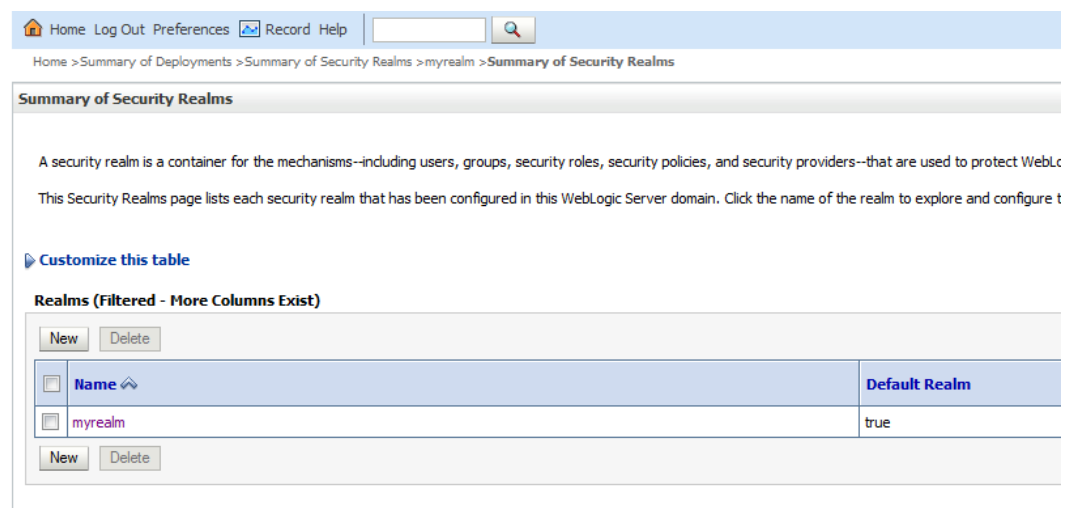 Home Log Out Preferences Record Help
Home >Summary of Deployments >Summary of Security Realms >myrealm >Summary of Security Realms
Summary of Security Realms
A security realm is a container for the mechanisms--including users, groups, security roles, security policies, and security providers--that are used to protect WebLo
This Security Realms page lists each security realm that has been configured in this WebLogic Server domain. Click the name of the realm to explore and configure t
Customize this table
Realms (Filtered - More Columns Exist)
New Delete
Name Default Realm
myrealm true
New Delete